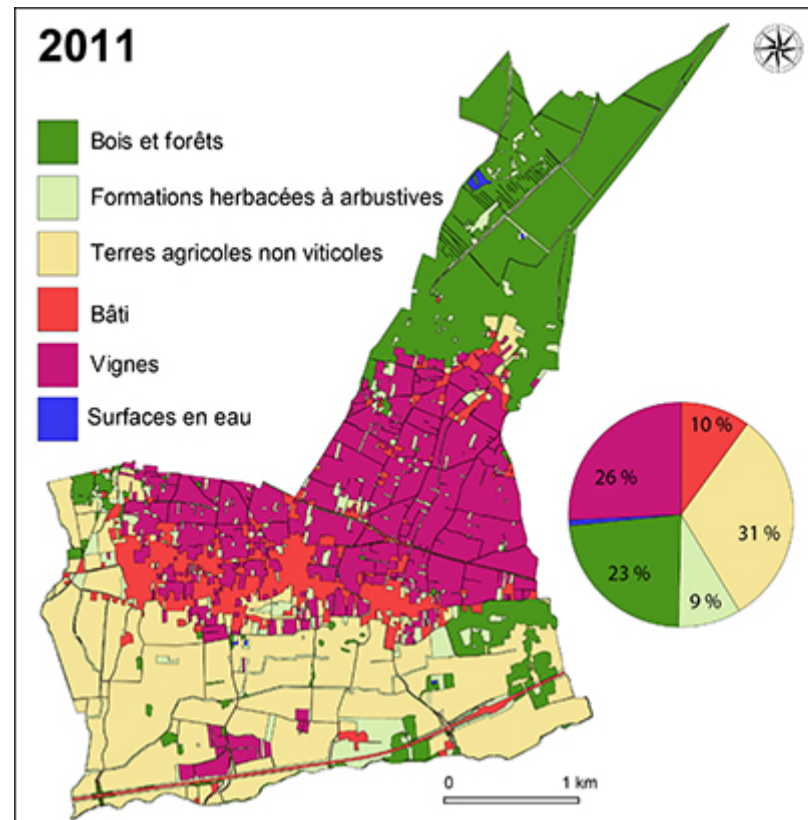 2011
Bois et forêts
Formations herbacées à arbustives
Terres agricoles non viticoles
Bâti
Vignes
Surfaces en eau
10 %
26 %
31 %
23 %
9 %
0 1 km